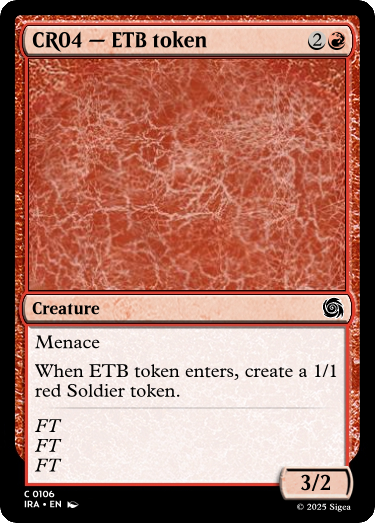 CR04 — ETB token 2
Creature
Menace
When ETB token enters, create a 1/1
red Soldier token.
FT
FT
FT
3/2
C 0106
IRA • EN
© 2025 Sigea